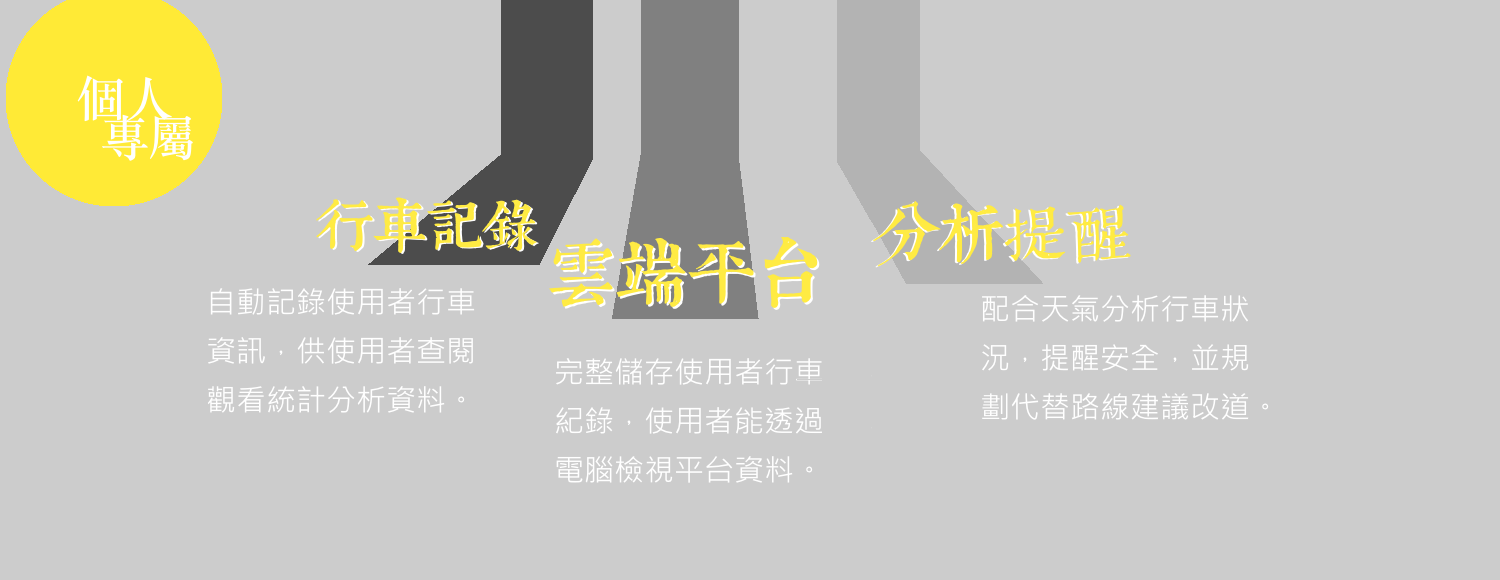 個人
專屬
行車記錄
自動記錄使用者行車
資訊，供使用者查閱
觀看統計分析資料。
雲端平台
完整儲存使用者行車
紀錄，使用者能透過
電腦檢視平台資料。
分析提醒
配合天氣分析行車狀
況，提醒安全，並規
劃代替路線建議改道。